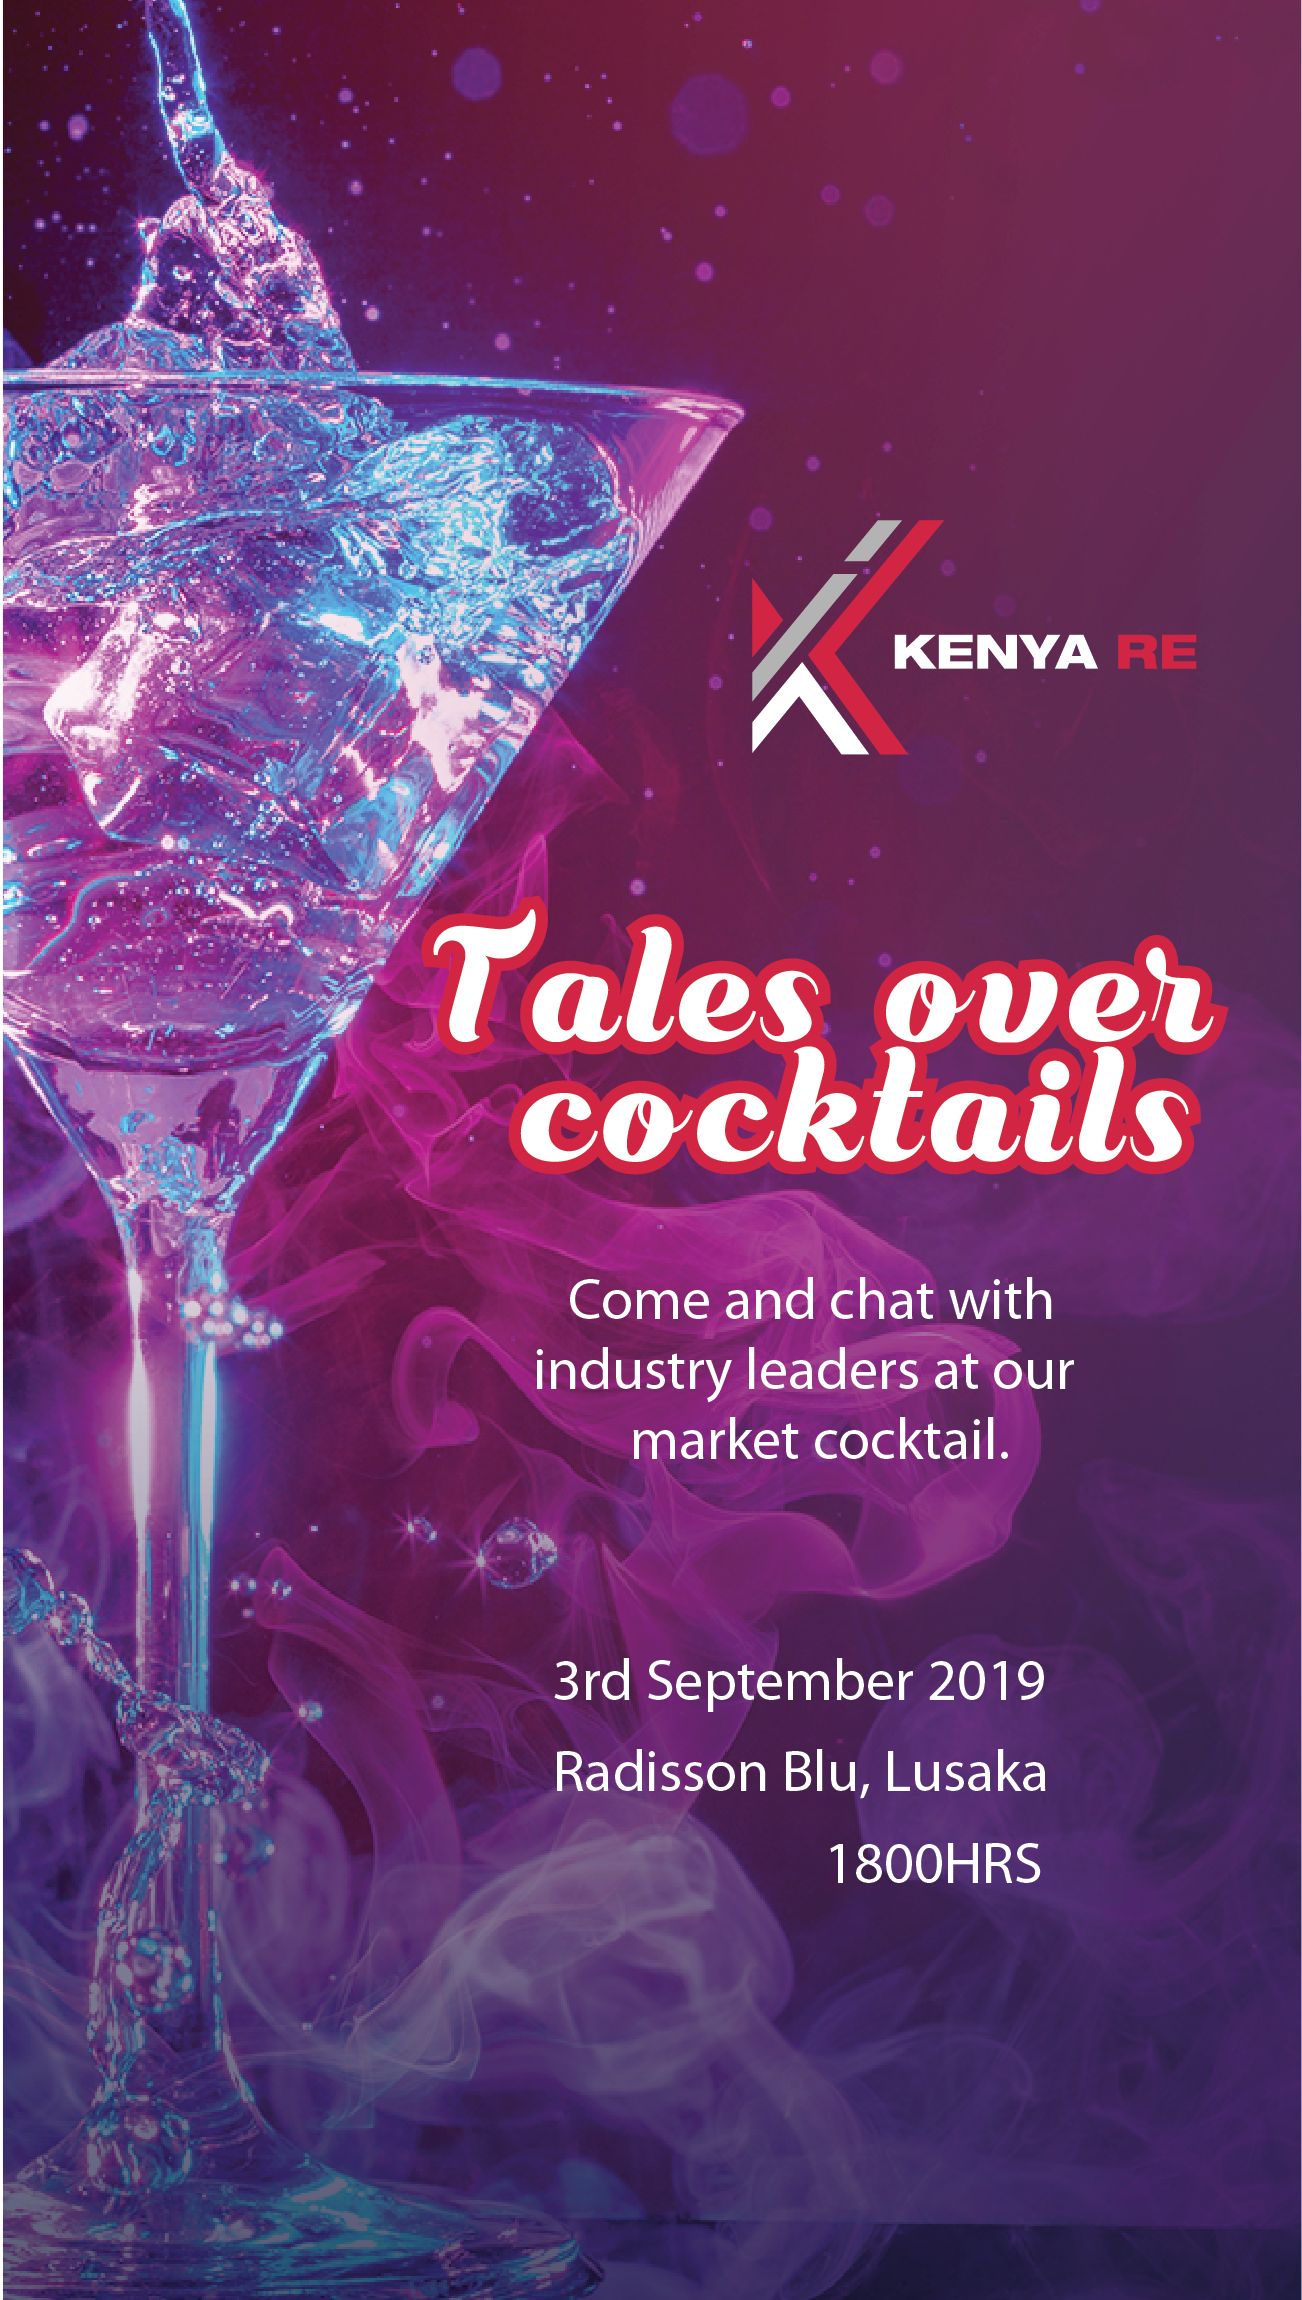 KENYA RE
Tales over
cocktails
Come and chat with
industry leaders at our
market cocktail.
3rd September 2019
Radisson Blu, Lusaka
1800HRS